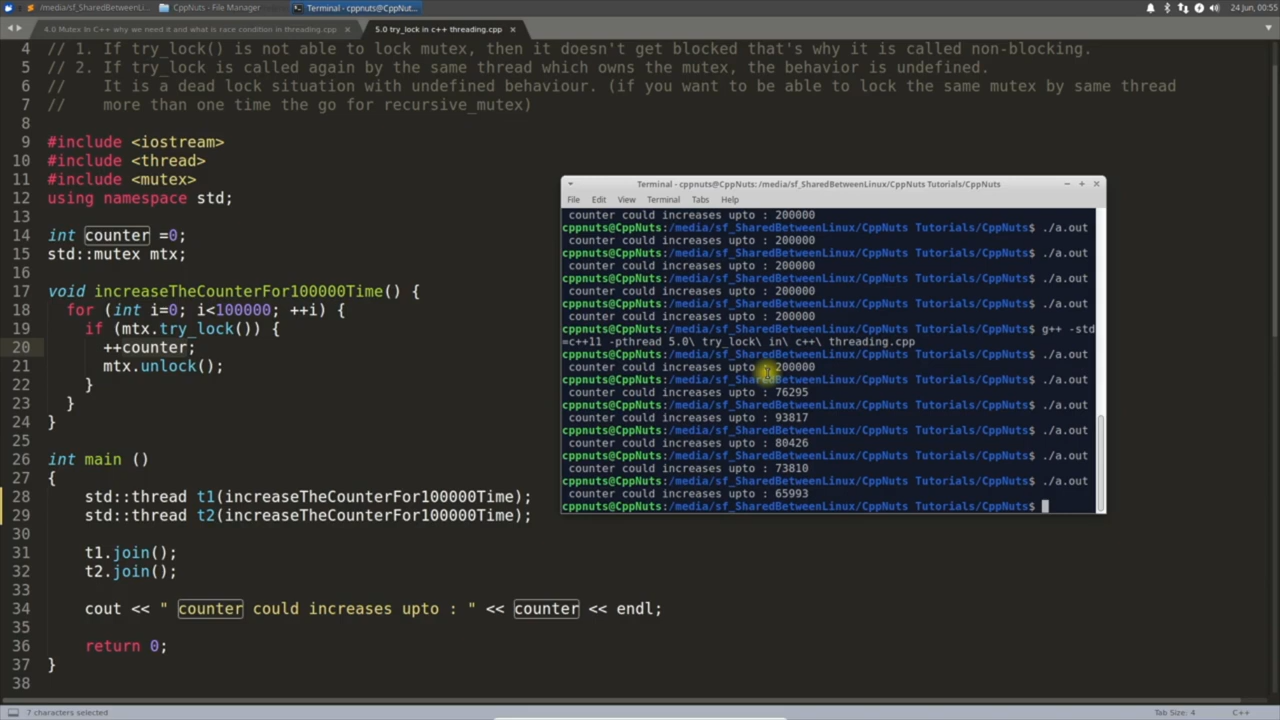 /media/sf_SharedBetweenLi...
CppNuts - File Manager
Terminal - cppnuts@CppNut...
24 Jun, 00:55
4.0 Mutex In C++ why we need it and what is race condition in threading.cpp
5.0 try_lock in c++ threading.cpp
4 // 1. If try_lock() is not able to lock mutex, then it doesn't get blocked that's why it is called non-blocking.
5 // 2. If try_lock is called again by the same thread which owns the mutex, the behavior is undefined.
6 // It is a dead lock situation with undefined behaviour. (if you want to be able to lock the same mutex by same thread
7 // more than one time the go for recursive_mutex)
8
9 #include <iostream>
10 #include <thread>
11 #include <mutex>
12 using namespace std;
13
14 int counter =0;
15 std::mutex mtx;
16
17 void increaseTheCounterFor100000Time() {
18 for (int i=0; i<100000; ++i) {
19 if (mtx.try_lock()) {
20 ++counter;
21 mtx.unlock();
22 }
23 }
24 }
25
26 int main ()
27 {
28 std::thread t1(increaseTheCounterFor100000Time);
29 std::thread t2(increaseTheCounterFor100000Time);
30
31 t1.join();
32 t2.join();
33
34 cout << " counter could increases upto : " << counter << endl;
35
36 return 0;
37 }
38
Terminal - cppnuts@CppNuts: /media/sf_SharedBetweenLinux/CppNuts Tutorials/CppNuts
File Edit View Terminal Tabs Help
counter could increases upto : 200000
cppnuts@CppNuts:/media/sf_SharedBetweenLinux/CppNuts Tutorials/CppNuts$ ./a.out
counter could increases upto : 200000
cppnuts@CppNuts:/media/sf_SharedBetweenLinux/CppNuts Tutorials/CppNuts$ ./a.out
counter could increases upto : 200000
cppnuts@CppNuts:/media/sf_SharedBetweenLinux/CppNuts Tutorials/CppNuts$ ./a.out
counter could increases upto : 200000
cppnuts@CppNuts:/media/sf_SharedBetweenLinux/CppNuts Tutorials/CppNuts$ ./a.out
counter could increases upto : 200000
cppnuts@CppNuts:/media/sf_SharedBetweenLinux/CppNuts Tutorials/CppNuts$ g++ -std
=c++11 -pthread 5.0\ try_lock\ in\ c++\ threading.cpp
cppnuts@CppNuts:/media/sf_SharedBetweenLinux/CppNuts Tutorials/CppNuts$ ./a.out
counter could increases upto : 200000
cppnuts@CppNuts:/media/sf_SharedBetweenLinux/CppNuts Tutorials/CppNuts$ ./a.out
counter could increases upto : 76295
cppnuts@CppNuts:/media/sf_SharedBetweenLinux/CppNuts Tutorials/CppNuts$ ./a.out
counter could increases upto : 93817
cppnuts@CppNuts:/media/sf_SharedBetweenLinux/CppNuts Tutorials/CppNuts$ ./a.out
counter could increases upto : 80426
cppnuts@CppNuts:/media/sf_SharedBetweenLinux/CppNuts Tutorials/CppNuts$ ./a.out
counter could increases upto : 73810
cppnuts@CppNuts:/media/sf_SharedBetweenLinux/CppNuts Tutorials/CppNuts$ ./a.out
counter could increases upto : 65993
cppnuts@CppNuts:/media/sf_SharedBetweenLinux/CppNuts Tutorials/CppNuts$
7 characters selected
Tab Size: 4
C++